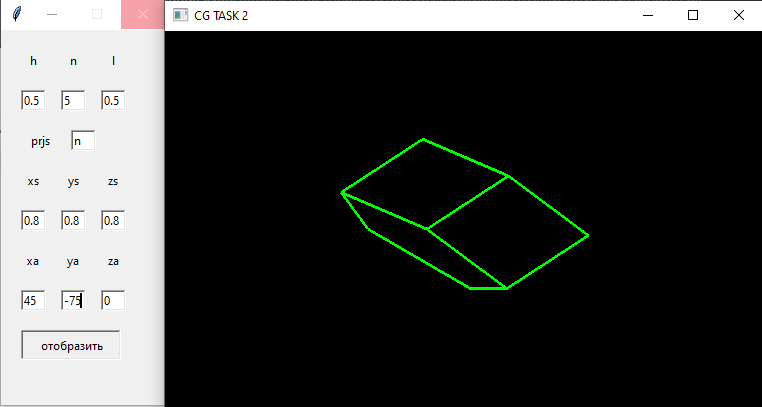 CG TASK 2
h n l
0.5 5 0.5
prjs n
xs ys zs
0.8 0.8 0.8
xa ya za
45 -75 0
отобразить